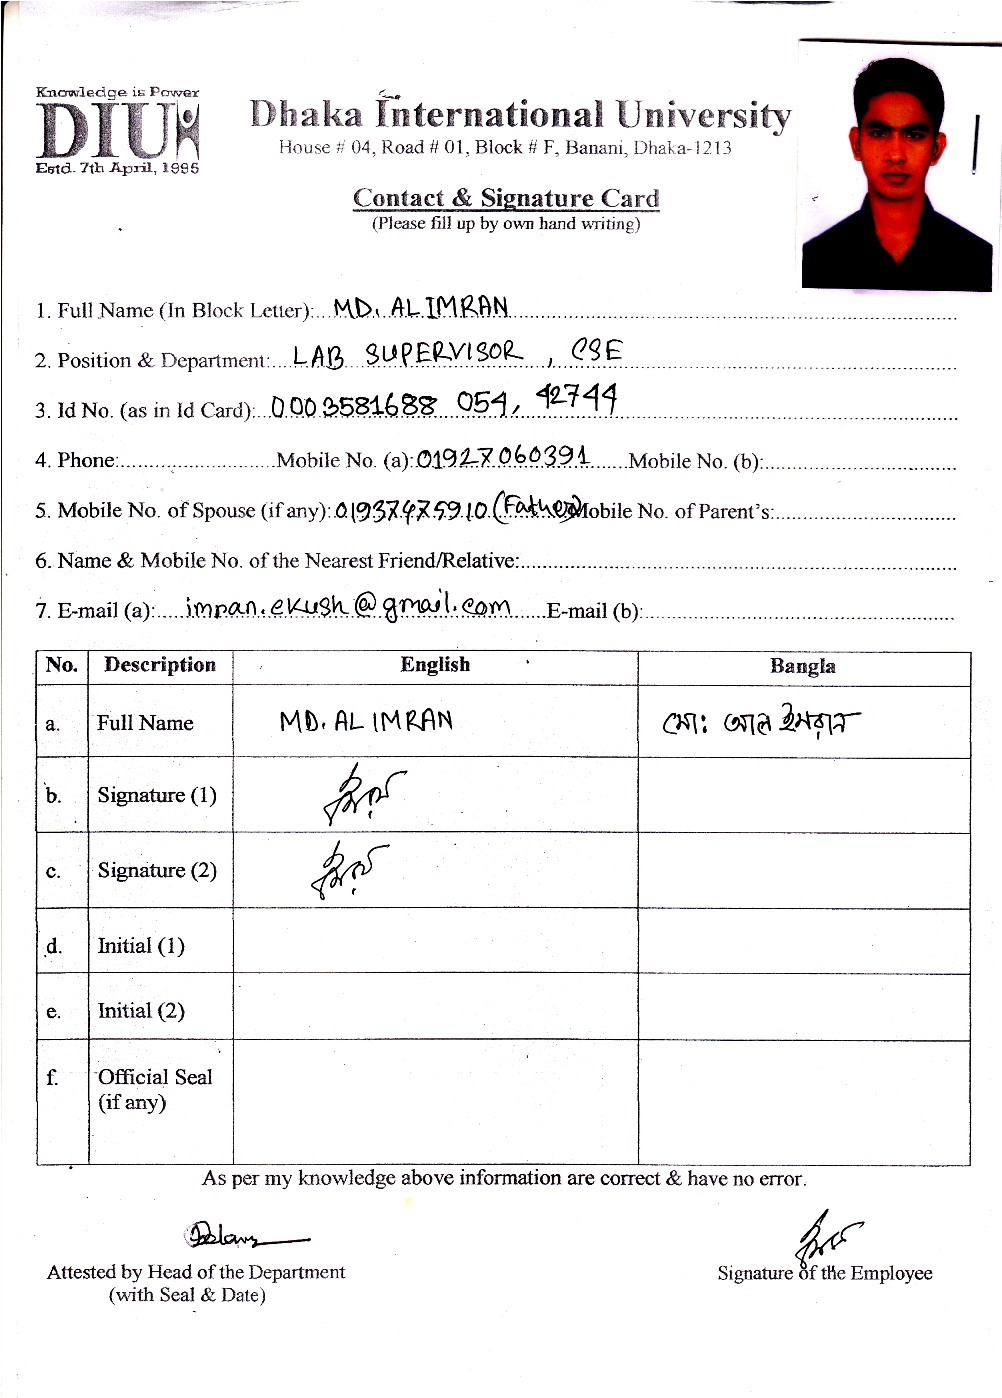 Knowledge is Power
DIU
Estd. 7th April, 1995
Dhaka International University
House # 04, Road # 01, Block # F, Banani, Dhaka-1213
Contact & Signature Card
(Please fill up by own hand writing)
1. Full Name (In Block Letter):...MD. AL IMRAN
2. Position & Department:...LAB SUPERVISOR, CSE
3. Id No. (as in Id Card):...0003581688 054, 42744
4. Phone:...Mobile No. (a):01927060391...Mobile No. (b):...
5. Mobile No. of Spouse (if any):01937475910 (Father) Mobile No. of Parent's:...
6. Name & Mobile No. of the Nearest Friend/Relative:...
7. E-mail (a):...imran.ekush@gmail.com...E-mail (b):...
No. Description English Bangla
a. Full Name MD. AL IMRAN মো: আল ইমরান
b. Signature (1)
c. Signature (2)
d. Initial (1)
e. Initial (2)
f. Official Seal
(if any)
As per my knowledge above information are correct & have no error.
Attested by Head of the Department
(with Seal & Date)
Signature of the Employee